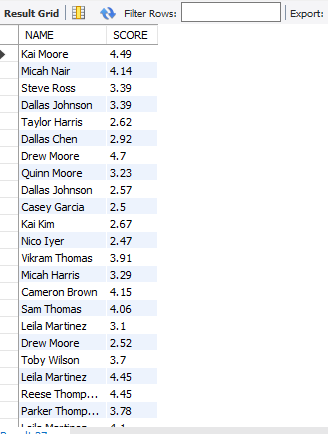 Result Grid Filter Rows: Export:
NAME SCORE
Kai Moore 4.49
Micah Nair 4.14
Steve Ross 3.39
Dallas Johnson 3.39
Taylor Harris 2.62
Dallas Chen 2.92
Drew Moore 4.7
Quinn Moore 3.23
Dallas Johnson 2.57
Casey Garcia 2.5
Kai Kim 2.67
Nico Iyer 2.47
Vikram Thomas 3.91
Micah Harris 3.29
Cameron Brown 4.15
Sam Thomas 4.06
Leila Martinez 3.1
Drew Moore 2.52
Toby Wilson 3.7
Leila Martinez 4.45
Reese Thomp... 4.45
Parker Thomp... 3.78
Leila Martinez 4.1